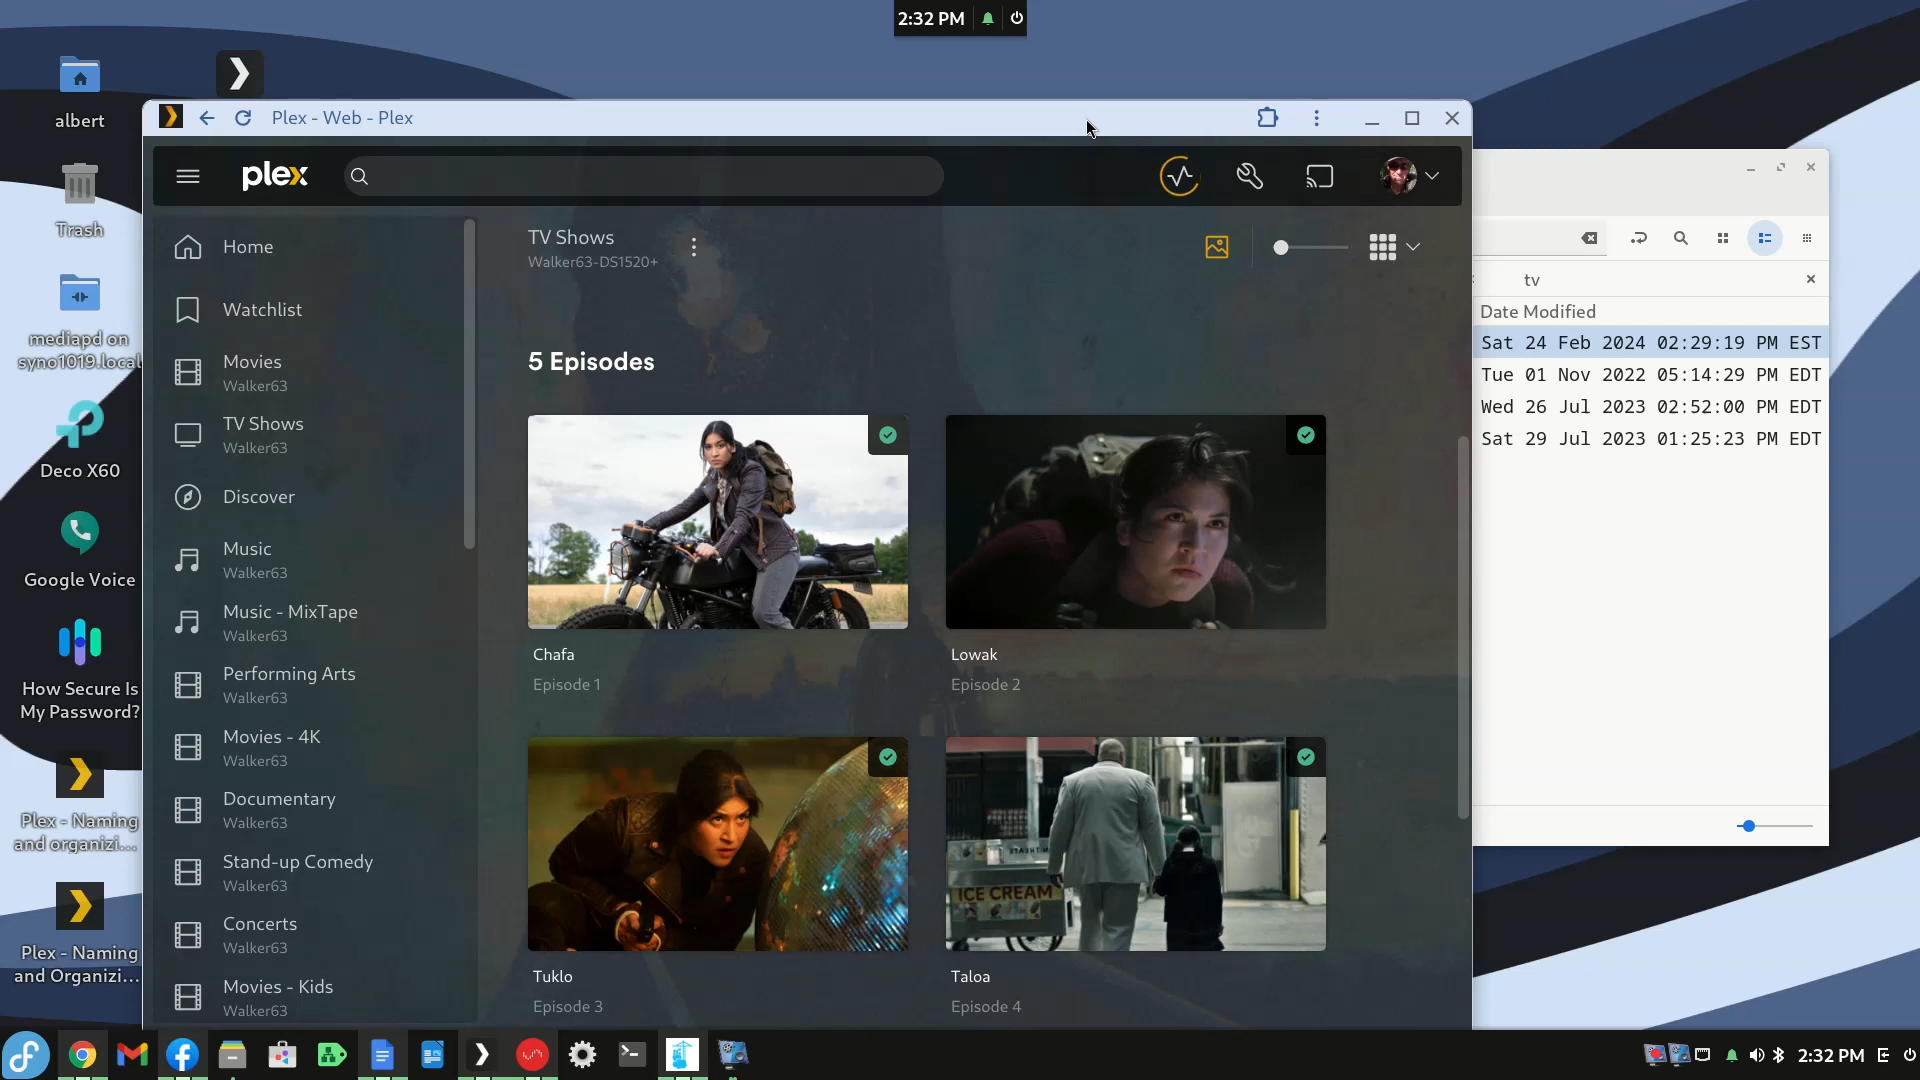 2:32 PM
albert
Trash
mediapd on
syno1019.local
Deco X60
Google Voice
How Secure Is
My Password?
Plex - Naming
and organizi...
Plex - Naming
and Organizi...
Plex - Web - Plex
plex
Home
Watchlist
Movies
Walker63
TV Shows
Walker63
Discover
Music
Walker63
Music - MixTape
Walker63
Performing Arts
Walker63
Movies - 4K
Walker63
Documentary
Walker63
Stand-up Comedy
Walker63
Concerts
Walker63
Movies - Kids
Walker63
TV Shows
Walker63-DS1520+
5 Episodes
Chafa
Episode 1
Lowak
Episode 2
ICE CREAM
Tuklo
Episode 3
Taloa
Episode 4
tv
Date Modified
Sat 24 Feb 2024 02:29:19 PM EST
Tue 01 Nov 2022 05:14:29 PM EDT
Wed 26 Jul 2023 02:52:00 PM EDT
Sat 29 Jul 2023 01:25:23 PM EDT
2:32 PM